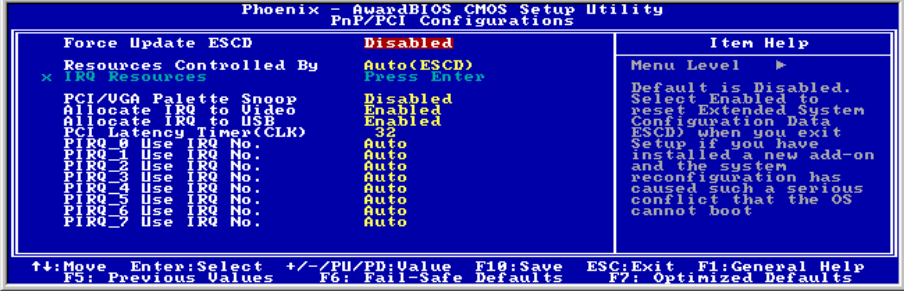 Phoenix - AwardBIOS CMOS Setup Utility
PnP/PCI Configurations
Force Update ESCD Disabled
Resources Controlled By Auto(ESCD)
x IRQ Resources Press Enter
PCI/VGA Palette Snoop Disabled
Allocate IRQ to Video Enabled
Allocate IRQ to USB Enabled
PCI Latency Timer(CLK) 32
PIRQ_0 Use IRQ No. Auto
PIRQ_1 Use IRQ No. Auto
PIRQ_2 Use IRQ No. Auto
PIRQ_3 Use IRQ No. Auto
PIRQ_4 Use IRQ No. Auto
PIRQ_5 Use IRQ No. Auto
PIRQ_6 Use IRQ No. Auto
PIRQ_7 Use IRQ No. Auto
Item Help
Menu Level ►
Default is Disabled.
Select Enabled to
reset Extended System
Configuration Data
ESCD) when you exit
Setup if you have
installed a new add-on
and the system
reconfiguration has
caused such a serious
conflict that the OS
cannot boot
↑↓:Move Enter:Select +/-/PU/PD:Value F10:Save ESC:Exit F1:General Help
F5: Previous Values F6: Fail-Safe Defaults F7: Optimized Defaults